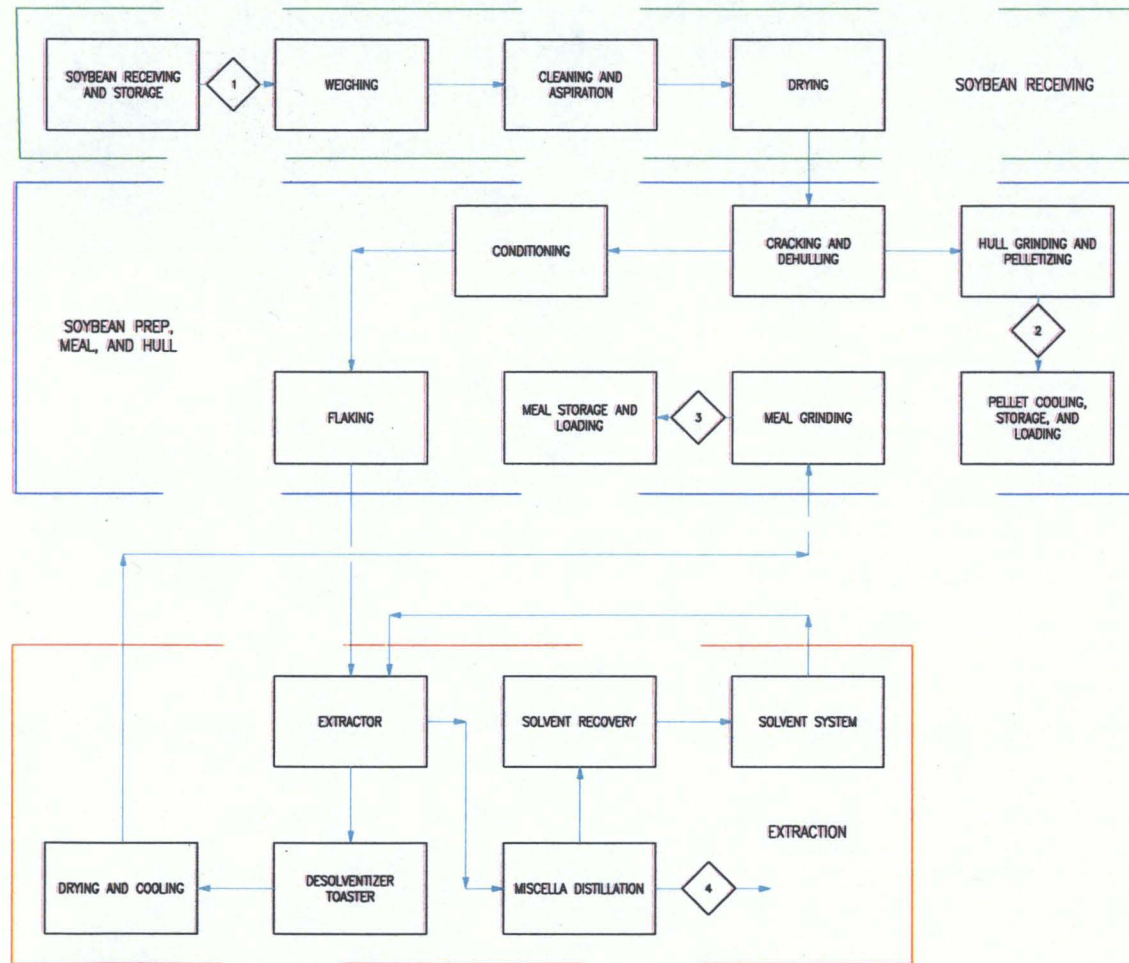 SOYBEAN RECEIVING
AND STORAGE
1
WEIGHING
CLEANING AND
ASPIRATION
DRYING
SOYBEAN RECEIVING
CONDITIONING
CRACKING AND
DEHULLING
HULL GRINDING AND
PELLETIZING
SOYBEAN PREP,
MEAL, AND HULL
2
FLAKING
MEAL STORAGE AND
LOADING
3
MEAL GRINDING
PELLET COOLING,
STORAGE, AND
LOADING
EXTRACTOR
SOLVENT RECOVERY
SOLVENT SYSTEM
EXTRACTION
DRYING AND COOLING
DESOLVENTIZER
TOASTER
MISCELLA DISTILLATION
4